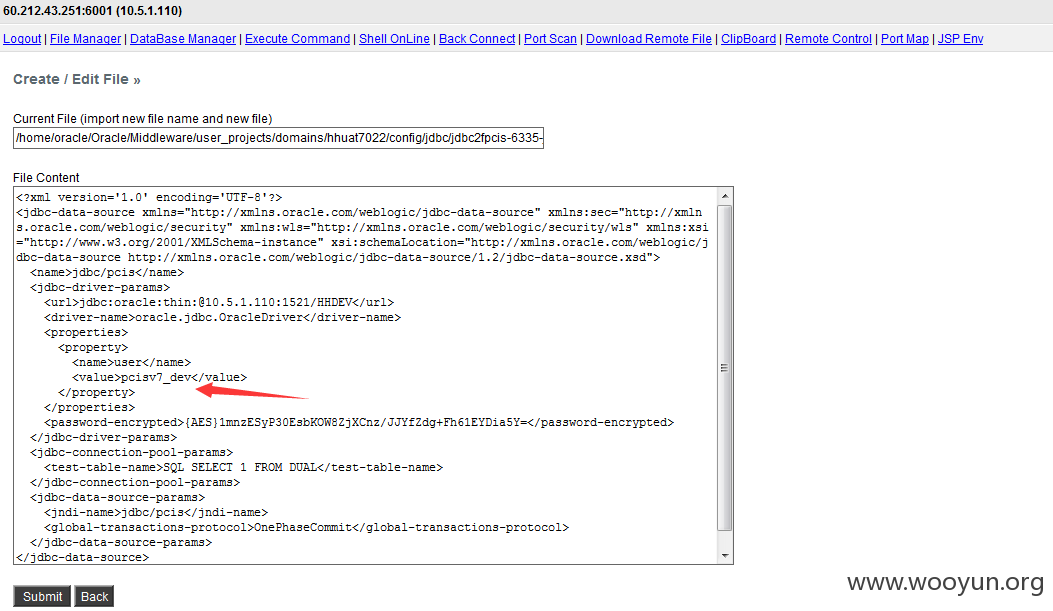 60.212.43.251:6001 (10.5.1.110)
Logout | File Manager | DataBase Manager | Execute Command | Shell OnLine | Back Connect | Port Scan | Download Remote File | ClipBoard | Remote Control | Port Map | JSP Env
Create / Edit File »
Current File (import new file name and new file)
/home/oracle/Oracle/Middleware/user_projects/domains/hhuat7022/config/jdbc/jdbc2fpcis-6335-
File Content
<?xml version='1.0' encoding='UTF-8'?>
<jdbc-data-source xmlns="http://xmlns.oracle.com/weblogic/jdbc-data-source" xmlns:sec="http://xmln
s.oracle.com/weblogic/security" xmlns:wls="http://xmlns.oracle.com/weblogic/security/wls" xmlns:xsi
="http://www.w3.org/2001/XMLSchema-instance" xsi:schemaLocation="http://xmlns.oracle.com/weblogic/j
dbc-data-source http://xmlns.oracle.com/weblogic/jdbc-data-source/1.2/jdbc-data-source.xsd">
<name>jdbc/pcis</name>
<jdbc-driver-params>
<url>jdbc:oracle:thin:@10.5.1.110:1521/HHDEV</url>
<driver-name>oracle.jdbc.OracleDriver</driver-name>
<properties>
<property>
<name>user</name>
<value>pcisv7_dev</value>
</property>
</properties>
<password-encrypted>{AES}1mnzESyP30EsbKOW8ZjXCnz/JJYfZdg+Fh61EYDia5Y=</password-encrypted>
</jdbc-driver-params>
<jdbc-connection-pool-params>
<test-table-name>SQL SELECT 1 FROM DUAL</test-table-name>
</jdbc-connection-pool-params>
<jdbc-data-source-params>
<jndi-name>jdbc/pcis</jndi-name>
<global-transactions-protocol>OnePhaseCommit</global-transactions-protocol>
</jdbc-data-source-params>
</jdbc-data-source>
Submit Back
www.wooyun.org